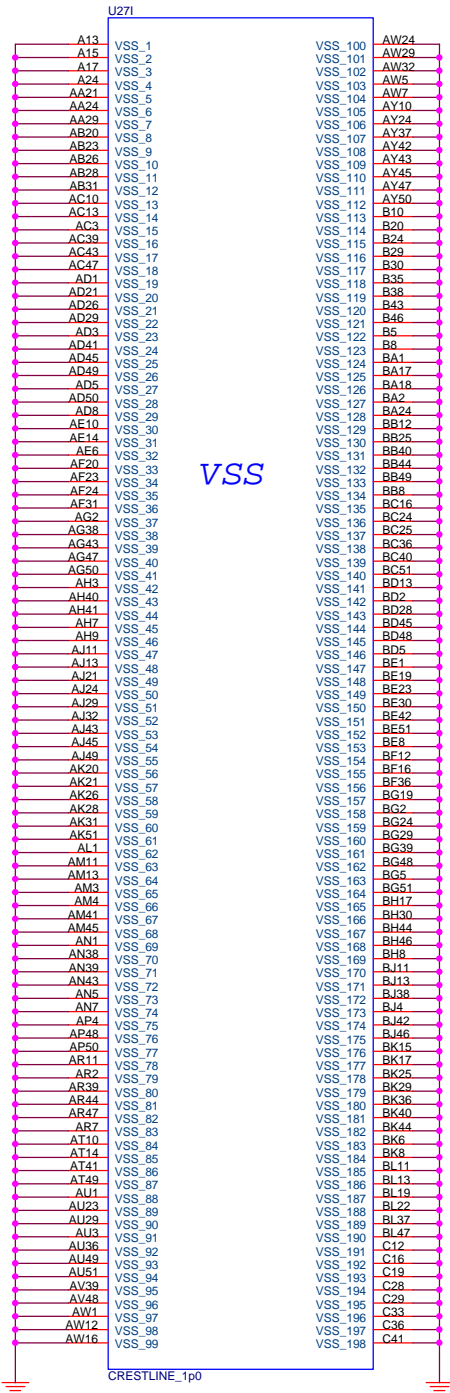 U27I
A13 VSS_1 VSS_100 AW24
A15 VSS_2 VSS_101 AW29
A17 VSS_3 VSS_102 AW32
A24 VSS_4 VSS_103 AW5
AA21 VSS_5 VSS_104 AW7
AA24 VSS_6 VSS_105 AY10
AA29 VSS_7 VSS_106 AY24
AB20 VSS_8 VSS_107 AY37
AB23 VSS_9 VSS_108 AY42
AB26 VSS_10 VSS_109 AY43
AB28 VSS_11 VSS_110 AY45
AB31 VSS_12 VSS_111 AY47
AC10 VSS_13 VSS_112 AY50
AC13 VSS_14 VSS_113 B10
AC3 VSS_15 VSS_114 B20
AC39 VSS_16 VSS_115 B24
AC43 VSS_17 VSS_116 B29
AC47 VSS_18 VSS_117 B30
AD1 VSS_19 VSS_118 B35
AD21 VSS_20 VSS_119 B38
AD26 VSS_21 VSS_120 B43
AD29 VSS_22 VSS_121 B46
AD3 VSS_23 VSS_122 B5
AD41 VSS_24 VSS_123 B8
AD45 VSS_25 VSS_124 BA1
AD49 VSS_26 VSS_125 BA17
AD5 VSS_27 VSS_126 BA18
AD50 VSS_28 VSS_127 BA2
AD8 VSS_29 VSS_128 BA24
AE10 VSS_30 VSS_129 BB12
AE14 VSS_31 VSS_130 BB25
AE6 VSS_32 VSS_131 BB40
AF20 VSS_33 VSS_132 BB44
AF23 VSS_34 VSS_133 BB49
AF24 VSS_35 VSS_134 BB8
AF31 VSS_36 VSS_135 BC16
AG2 VSS_37 VSS_136 BC24
AG38 VSS_38 VSS_137 BC25
AG43 VSS_39 VSS_138 BC36
AG47 VSS_40 VSS_139 BC40
AG50 VSS_41 VSS_140 BC51
AH3 VSS_42 VSS_141 BD13
AH40 VSS_43 VSS_142 BD2
AH41 VSS_44 VSS_143 BD28
AH7 VSS_45 VSS_144 BD45
AH9 VSS_46 VSS_145 BD48
AJ11 VSS_47 VSS_146 BD5
AJ13 VSS_48 VSS_147 BE1
AJ21 VSS_49 VSS_148 BE19
AJ24 VSS_50 VSS_149 BE23
AJ29 VSS_51 VSS_150 BE30
AJ32 VSS_52 VSS_151 BE42
AJ43 VSS_53 VSS_152 BE51
AJ45 VSS_54 VSS_153 BE8
AJ49 VSS_55 VSS_154 BF12
AK20 VSS_56 VSS_155 BF16
AK21 VSS_57 VSS_156 BF36
AK26 VSS_58 VSS_157 BG19
AK28 VSS_59 VSS_158 BG2
AK31 VSS_60 VSS_159 BG24
AK51 VSS_61 VSS_160 BG29
AL1 VSS_62 VSS_161 BG39
AM11 VSS_63 VSS_162 BG48
AM13 VSS_64 VSS_163 BG5
AM3 VSS_65 VSS_164 BG51
AM4 VSS_66 VSS_165 BH17
AM41 VSS_67 VSS_166 BH30
AM45 VSS_68 VSS_167 BH44
AN1 VSS_69 VSS_168 BH46
AN38 VSS_70 VSS_169 BH8
AN39 VSS_71 VSS_170 BJ11
AN43 VSS_72 VSS_171 BJ13
AN5 VSS_73 VSS_172 BJ38
AN7 VSS_74 VSS_173 BJ4
AP4 VSS_75 VSS_174 BJ42
AP48 VSS_76 VSS_175 BJ46
AP50 VSS_77 VSS_176 BK15
AR11 VSS_78 VSS_177 BK17
AR2 VSS_79 VSS_178 BK25
AR39 VSS_80 VSS_179 BK29
AR44 VSS_81 VSS_180 BK36
AR47 VSS_82 VSS_181 BK40
AR7 VSS_83 VSS_182 BK44
AT10 VSS_84 VSS_183 BK6
AT14 VSS_85 VSS_184 BK8
AT41 VSS_86 VSS_185 BL11
AT49 VSS_87 VSS_186 BL13
AU1 VSS_88 VSS_187 BL19
AU23 VSS_89 VSS_188 BL22
AU29 VSS_90 VSS_189 BL37
AU3 VSS_91 VSS_190 BL47
AU36 VSS_92 VSS_191 C12
AU49 VSS_93 VSS_192 C16
AU51 VSS_94 VSS_193 C19
AV39 VSS_95 VSS_194 C28
AV48 VSS_96 VSS_195 C29
AW1 VSS_97 VSS_196 C33
AW12 VSS_98 VSS_197 C36
AW16 VSS_99 VSS_198 C41
VSS
CRESTLINE_1p0